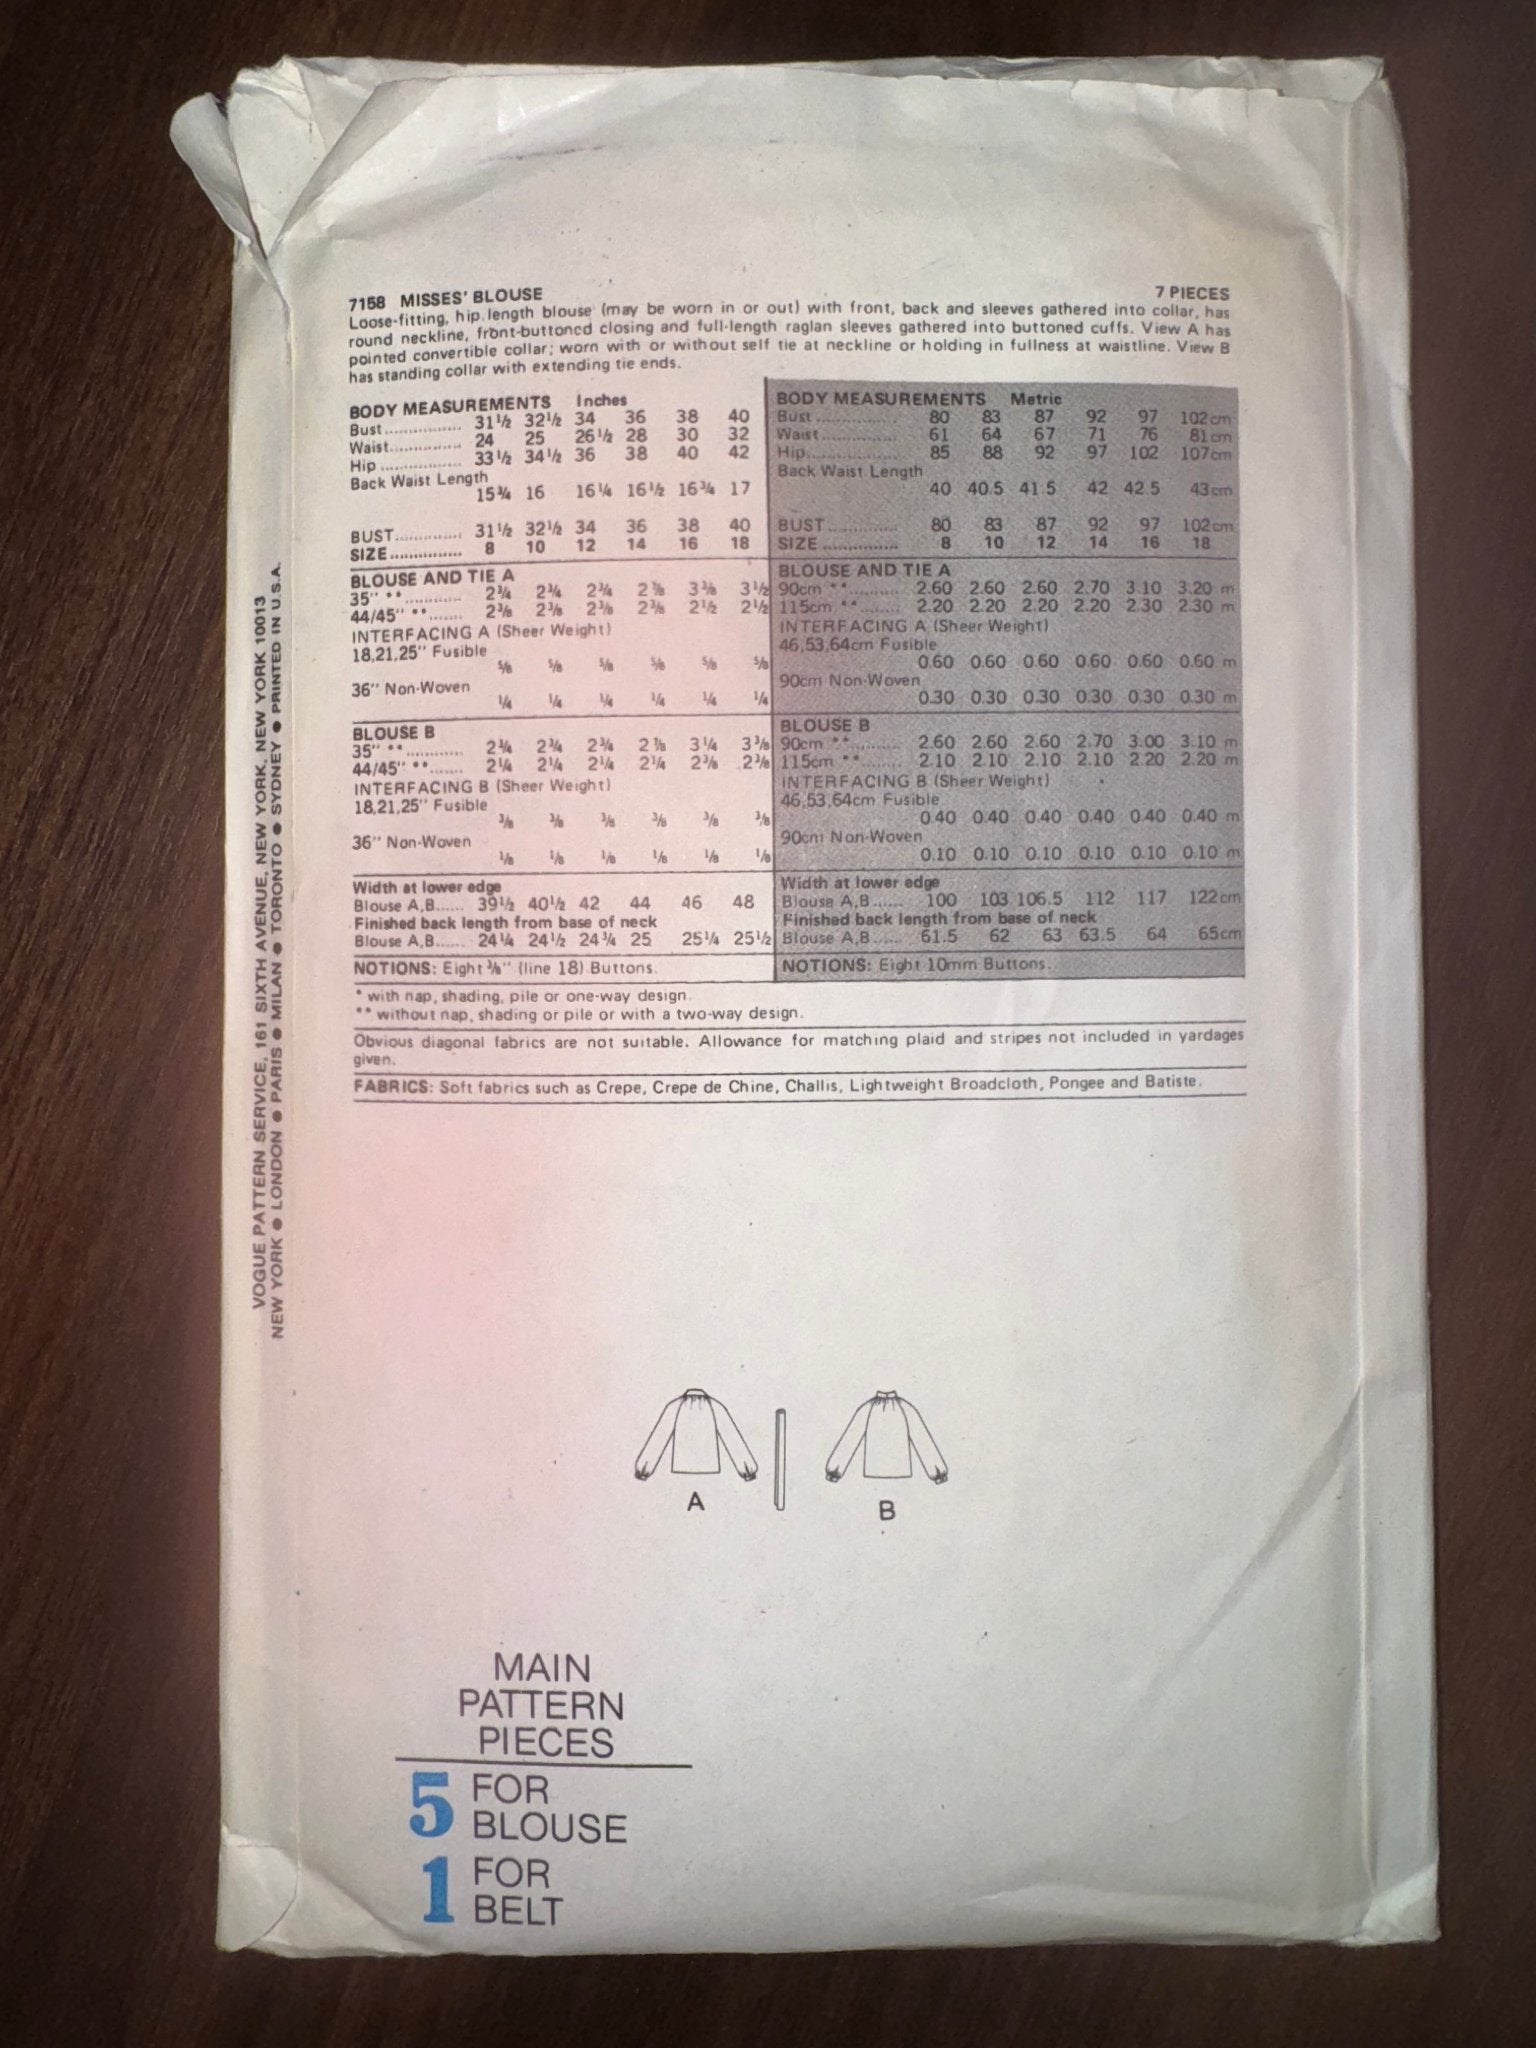 7158 MISSES' BLOUSE 7 PIECES
Loose-fitting, hip length blouse (may be worn in or out) with front, back and sleeves gathered into collar, has
round neckline, front-buttoned closing and full-length raglan sleeves gathered into buttoned cuffs. View A has
pointed convertible collar; worn with or without self tie at neckline or holding in fullness at waistline. View B
has standing collar with extending tie ends.
BODY MEASUREMENTS Inches
Bust................ 31½ 32½ 34 36 38 40
Waist.............. 24 25 26½ 28 30 32
Hip ................ 33½ 34½ 36 38 40 42
Back Waist Length
15¾ 16 16¼ 16½ 16¾ 17
BUST.............. 31½ 32½ 34 36 38 40
SIZE............... 8 10 12 14 16 18
BLOUSE AND TIE A
35" ** ............ 2¾ 2¾ 2¾ 2⅞ 3⅜ 3½
44/45" ** ....... 2⅜ 2⅜ 2⅜ 2⅜ 2½ 2½
INTERFACING A (Sheer Weight)
18,21,25" Fusible
⅝ ⅝ ⅝ ⅝ ⅝ ⅝
36" Non-Woven
¼ ¼ ¼ ¼ ¼ ¼
BLOUSE B
35" ** ............ 2¾ 2¾ 2¾ 2⅞ 3¼ 3⅜
44/45" ** ....... 2¼ 2¼ 2¼ 2¼ 2⅜ 2⅜
INTERFACING B (Sheer Weight)
18,21,25" Fusible
⅜ ⅜ ⅜ ⅜ ⅜ ⅜
36" Non-Woven
⅛ ⅛ ⅛ ⅛ ⅛ ⅛
Width at lower edge
Blouse A,B...... 39½ 40½ 42 44 46 48
Finished back length from base of neck
Blouse A,B...... 24¼ 24½ 24¾ 25 25¼ 25½
NOTIONS: Eight ⅜" (line 18) Buttons.
BODY MEASUREMENTS Metric
Bust ................ 80 83 87 92 97 102cm
Waist.............. 61 64 67 71 76 81cm
Hip................. 85 88 92 97 102 107cm
Back Waist Length
40 40.5 41.5 42 42.5 43cm
BUST .............. 80 83 87 92 97 102cm
SIZE ............... 8 10 12 14 16 18
BLOUSE AND TIE A
90cm ** .......... 2.60 2.60 2.60 2.70 3.10 3.20 m
115cm ** ........ 2.20 2.20 2.20 2.20 2.30 2.30 m
INTERFACING A (Sheer Weight)
46,53,64cm Fusible
0.60 0.60 0.60 0.60 0.60 0.60 m
90cm Non-Woven
0.30 0.30 0.30 0.30 0.30 0.30 m
BLOUSE B
90cm ** .......... 2.60 2.60 2.60 2.70 3.00 3.10 m
115cm ** ........ 2.10 2.10 2.10 2.10 2.20 2.20 m
INTERFACING B (Sheer Weight)
46,53,64cm Fusible
0.40 0.40 0.40 0.40 0.40 0.40 m
90cm Non-Woven
0.10 0.10 0.10 0.10 0.10 0.10 m
Width at lower edge
Blouse A,B...... 100 103 106.5 112 117 122cm
Finished back length from base of neck
Blouse A,B...... 61.5 62 63 63.5 64 65cm
NOTIONS: Eight 10mm Buttons.
* with nap, shading, pile or one-way design.
** without nap, shading or pile or with a two-way design.
Obvious diagonal fabrics are not suitable. Allowance for matching plaid and stripes not included in yardages
given.
FABRICS: Soft fabrics such as Crepe, Crepe de Chine, Challis, Lightweight Broadcloth, Pongee and Batiste.
VOGUE PATTERN SERVICE, 161 SIXTH AVENUE, NEW YORK, NEW YORK 10013
NEW YORK ● LONDON ● PARIS ● MILAN ● TORONTO ● SYDNEY ● PRINTED IN U.S.A.
A
B
MAIN
PATTERN
PIECES
5 FOR
BLOUSE
1 FOR
BELT